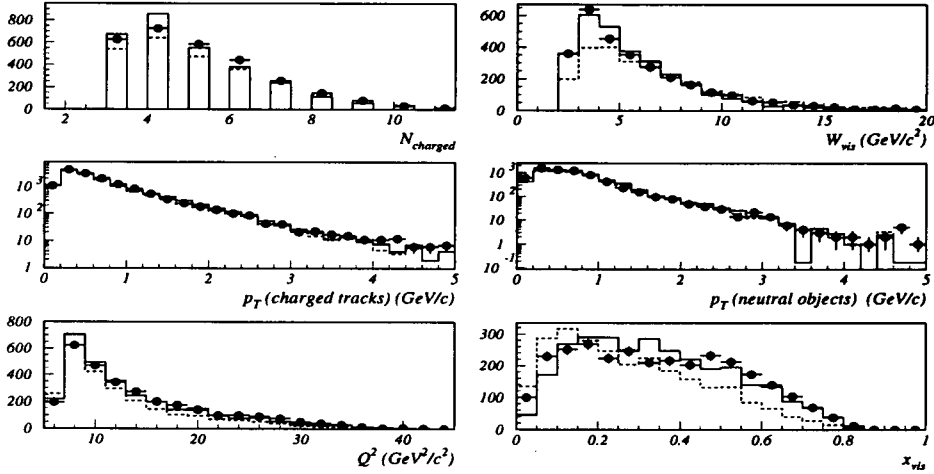 800
600
400
200
0
2 4 6 8 10
N_charged
600
400
200
0
0 5 10 15 20
W_vis (GeV/c²)
10³
10²
10
1
0 1 2 3 4 5
p_T (charged tracks) (GeV/c)
10³
10²
10
1
10⁻¹
0 1 2 3 4 5
p_T (neutral objects) (GeV/c)
800
600
400
200
0
10 20 30 40
Q² (GeV²/c²)
300
200
100
0
0 0.2 0.4 0.6 0.8 1
x_vis